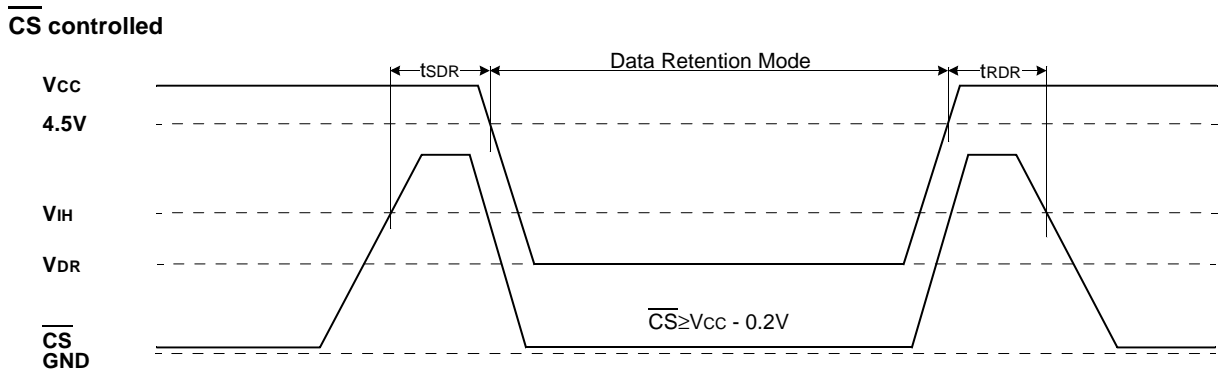 CS controlled
tSDR
Data Retention Mode
tRDR
VCC
4.5V
VIH
VDR
CS≥VCC - 0.2V
CS
GND